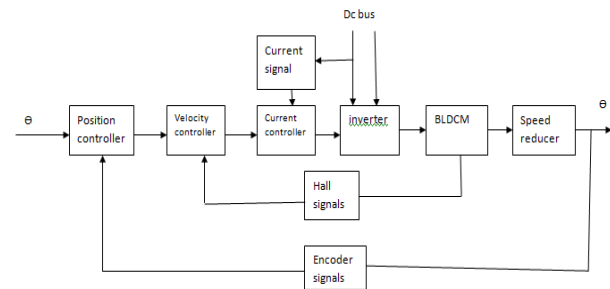 Dc bus
Current
signal
Ө
Position
controller
Velocity
controller
Current
controller
inverter
BLDCM
Speed
reducer
Ө
Hall
signals
Encoder
signals